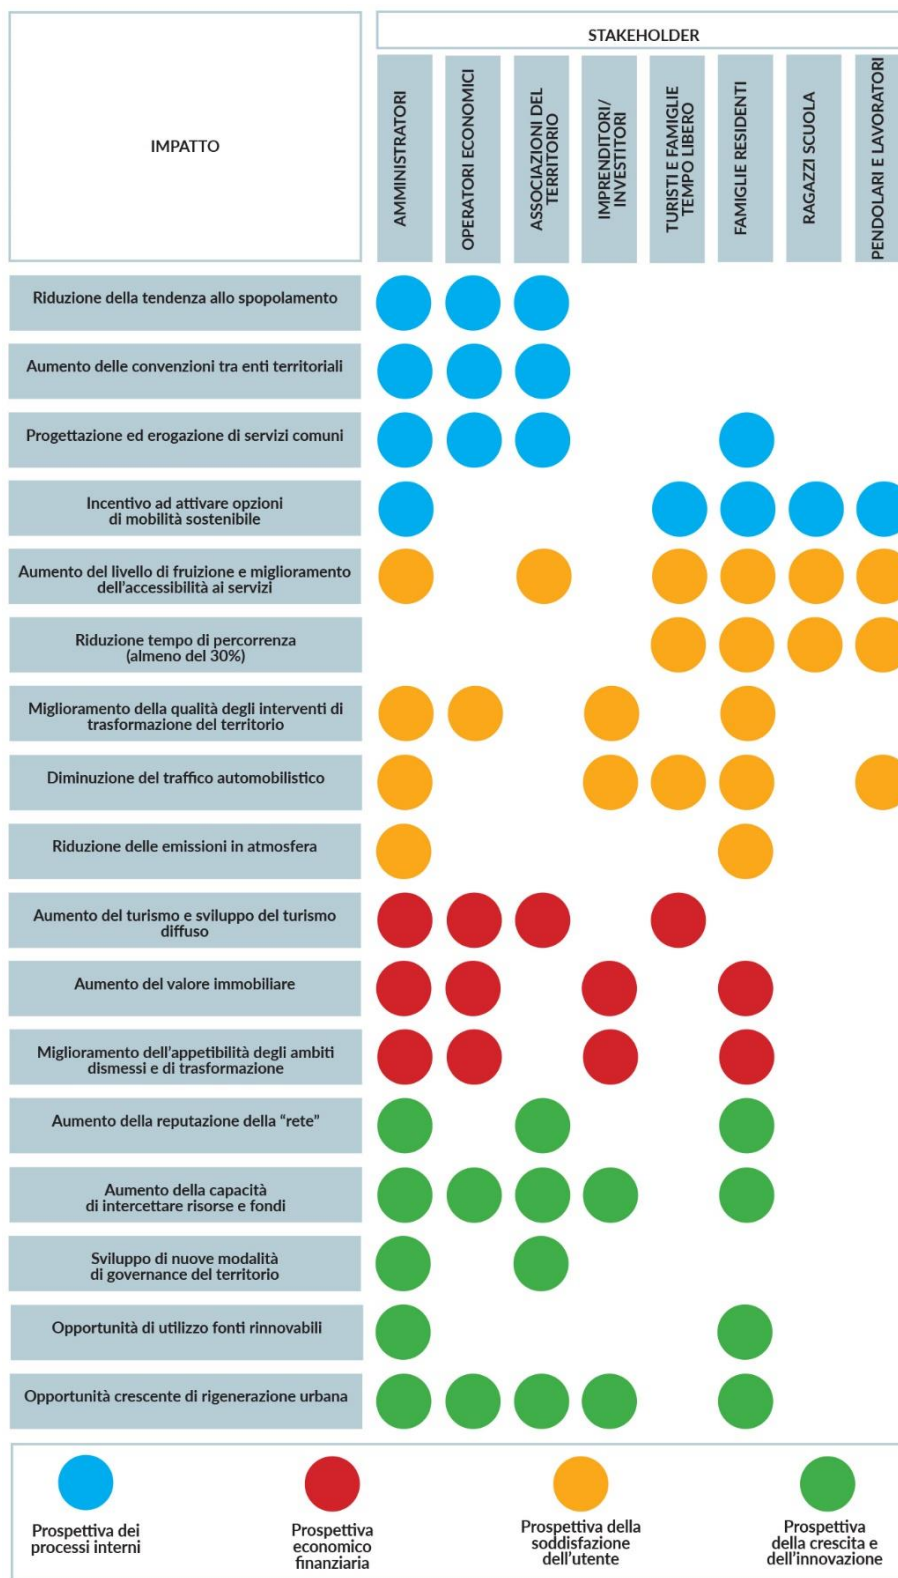 STAKEHOLDER
IMPATTO
AMMINISTRATORI
OPERATORI ECONOMICI
ASSOCIAZIONI DEL
TERRITORIO
IMPRENDITORI/
INVESTITORI
TURISTI E FAMIGLIE
TEMPO LIBERO
FAMIGLIE RESIDENTI
RAGAZZI SCUOLA
PENDOLARI E LAVORATORI
Riduzione della tendenza allo spopolamento
Aumento delle convenzioni tra enti territoriali
Progettazione ed erogazione di servizi comuni
Incentivo ad attivare opzioni
di mobilità sostenibile
Aumento del livello di fruizione e miglioramento
dell'accessibilità ai servizi
Riduzione tempo di percorrenza
(almeno del 30%)
Miglioramento della qualità degli interventi di
trasformazione del territorio
Diminuzione del traffico automobilistico
Riduzione delle emissioni in atmosfera
Aumento del turismo e sviluppo del turismo
diffuso
Aumento del valore immobiliare
Miglioramento dell'appetibilità degli ambiti
dismessi e di trasformazione
Aumento della reputazione della “rete”
Aumento della capacità
di intercettare risorse e fondi
Sviluppo di nuove modalità
di governance del territorio
Opportunità di utilizzo fonti rinnovabili
Opportunità crescente di rigenerazione urbana
Prospettiva dei
processi interni
Prospettiva
economico
finanziaria
Prospettiva della
soddisfazione
dell'utente
Prospettiva
della crescita e
dell'innovazione